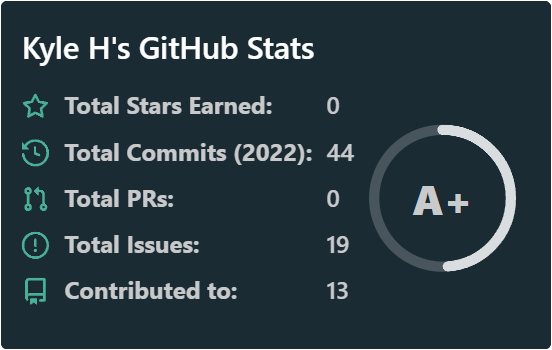 Kyle H's GitHub Stats
Total Stars Earned: 0
Total Commits (2022): 44
Total PRs: 0
Total Issues: 19
Contributed to: 13
A+